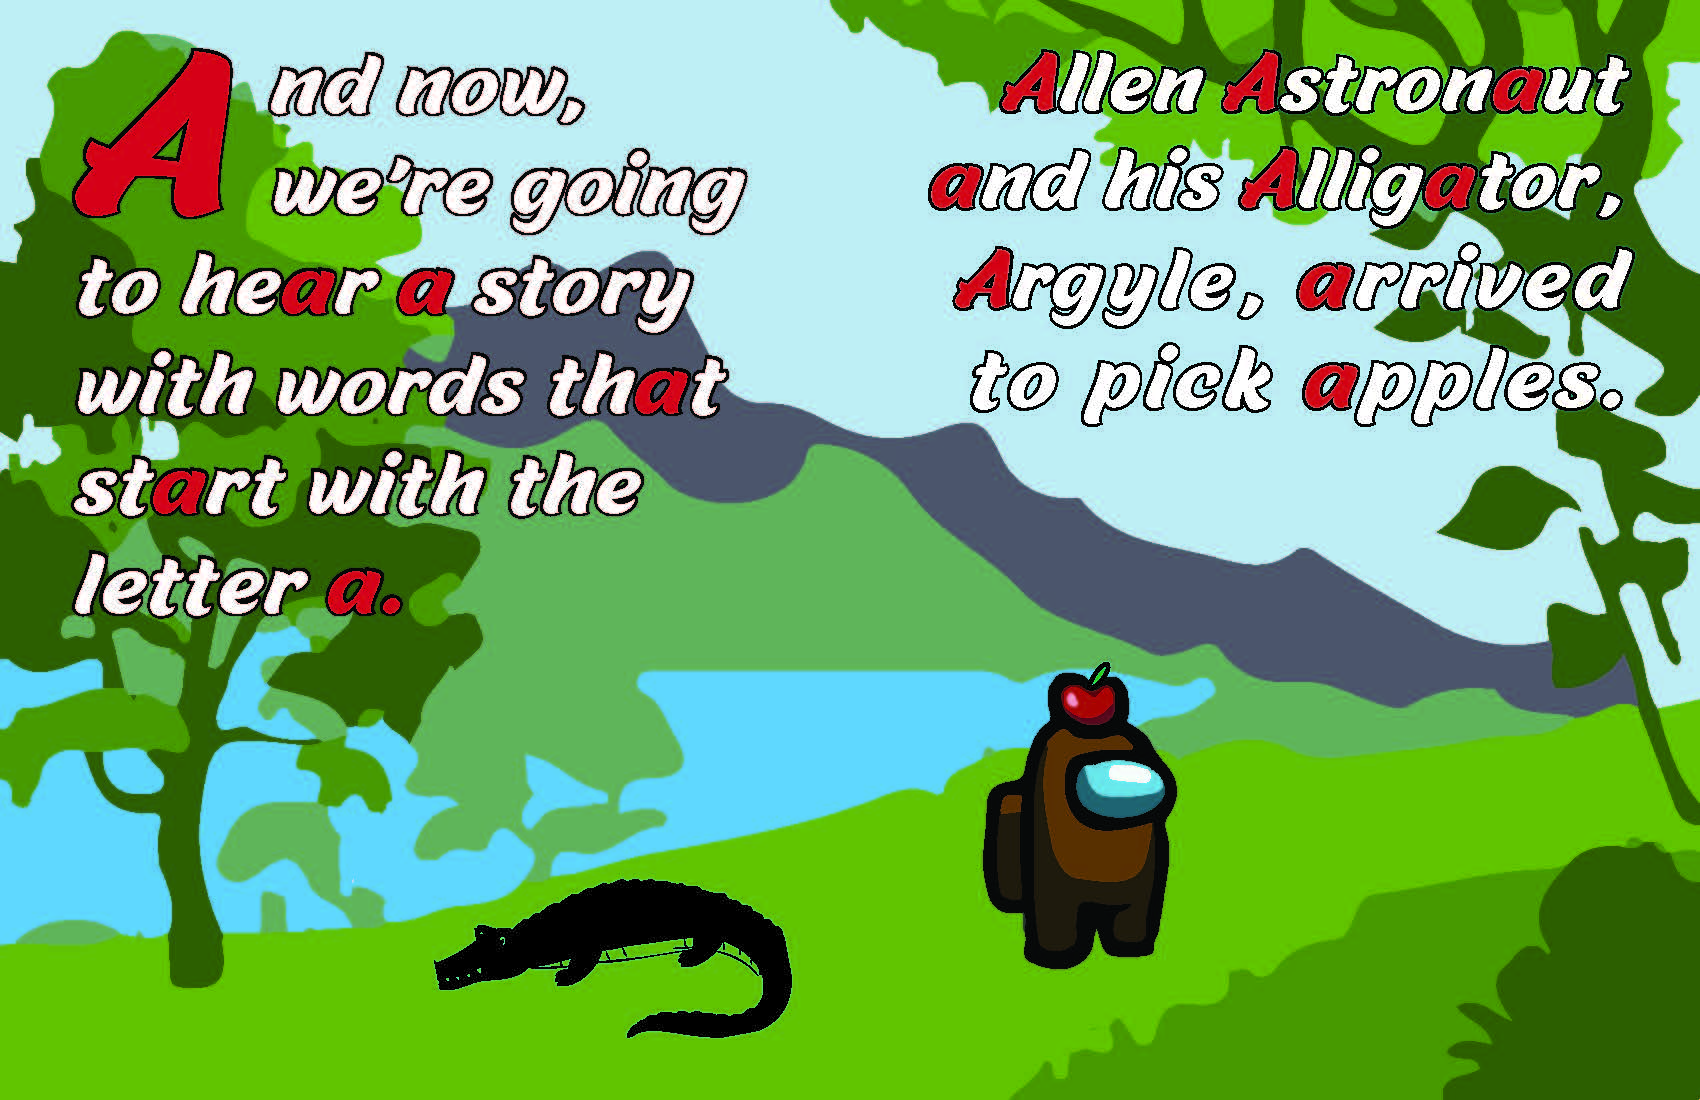 And now,
we're going
to hear a story
with words that
start with the
letter a.
Allen Astronaut
and his Alligator,
Argyle, arrived
to pick apples.